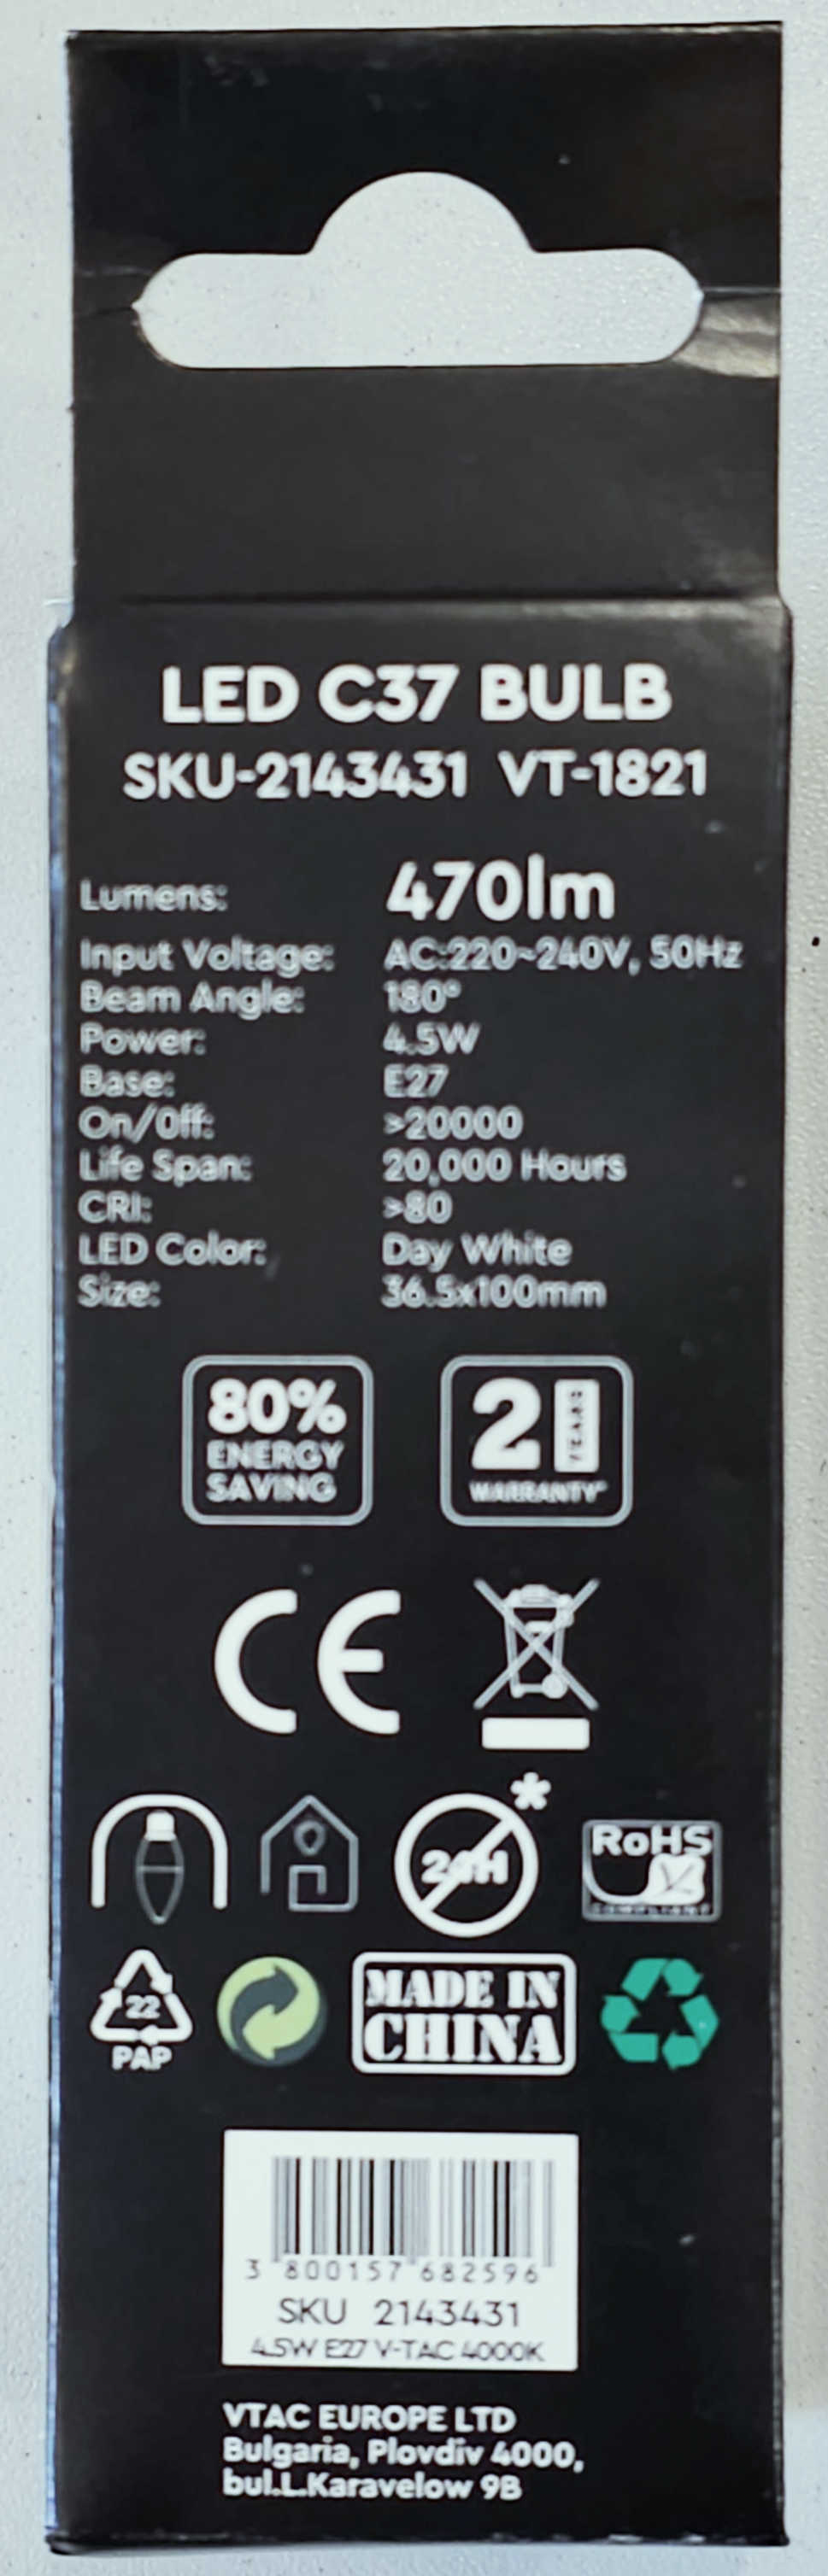 LED C37 BULB
SKU-2143431 VT-1821
Lumens: 470lm
Input Voltage: AC:220~240V, 50Hz
Beam Angle: 180°
Power: 4.5W
Base: E27
On/Off: >20000
Life Span: 20,000 Hours
CRI: >80
LED Color: Day White
Size: 36.5x100mm
80%
ENERGY
SAVING
2 YEARS
WARRANTY*
CE
24H*
RoHS
COMPLIANT
22
PAP
MADE IN
CHINA
3 800157 682596
SKU 2143431
4.5W E27 V-TAC 4000K
VTAC EUROPE LTD
Bulgaria, Plovdiv 4000,
bul.L.Karavelow 9B